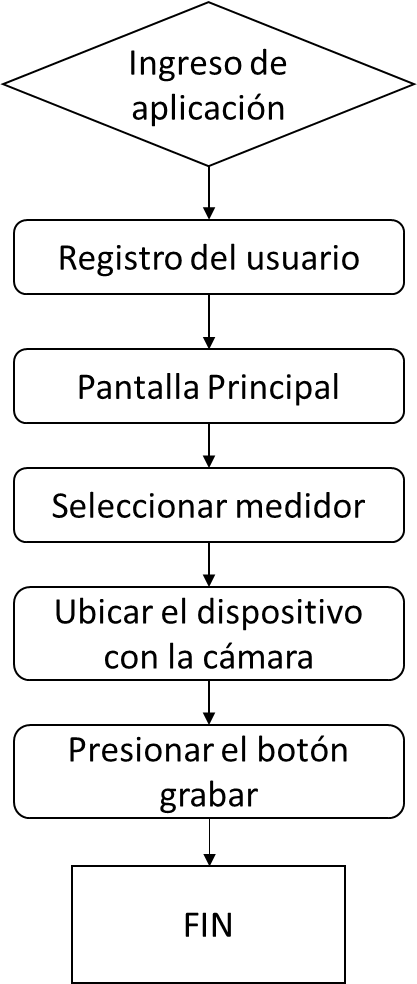 Ingreso de
aplicación
Registro del usuario
Pantalla Principal
Seleccionar medidor
Ubicar el dispositivo
con la cámara
Presionar el botón
grabar
FIN